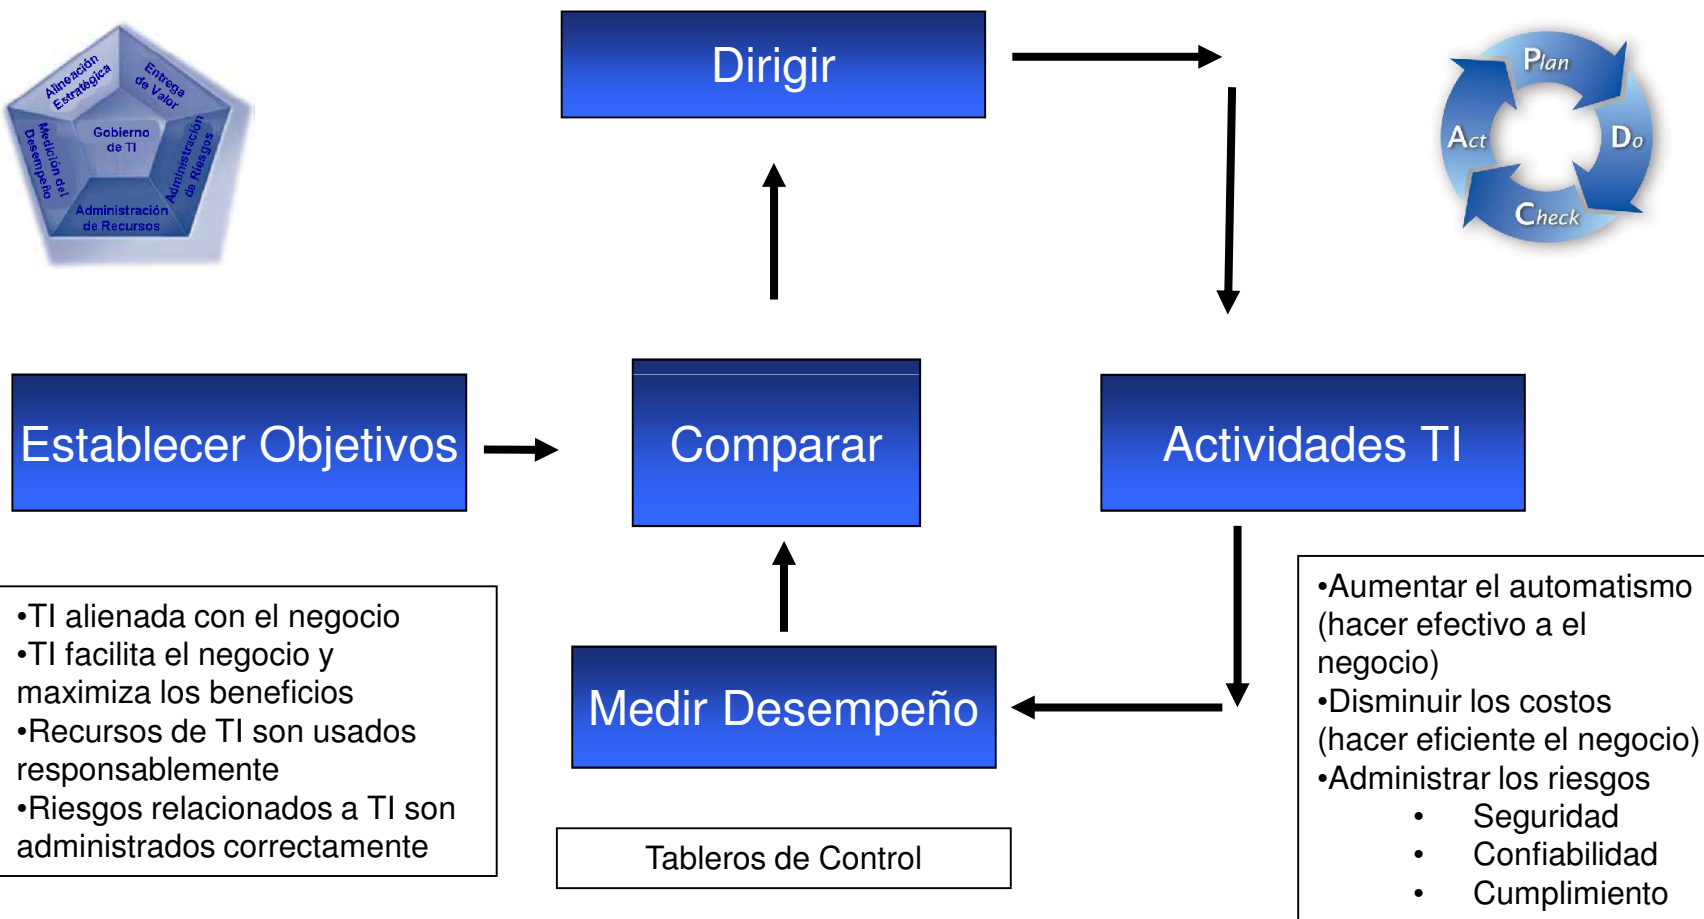 Alineación
Estratégica
Entrega
de Valor
Gobierno
de TI
Medición del
Desempeño
Administración
de Riesgos
Administración
de Recursos
Dirigir
Plan
Do
Check
Act
Establecer Objetivos
Comparar
Actividades TI
•TI alienada con el negocio
•TI facilita el negocio y
maximiza los beneficios
•Recursos de TI son usados
responsablemente
•Riesgos relacionados a TI son
administrados correctamente
Medir Desempeño
Tableros de Control
•Aumentar el automatismo
(hacer efectivo a el
negocio)
•Disminuir los costos
(hacer eficiente el negocio)
•Administrar los riesgos
• Seguridad
• Confiabilidad
• Cumplimiento